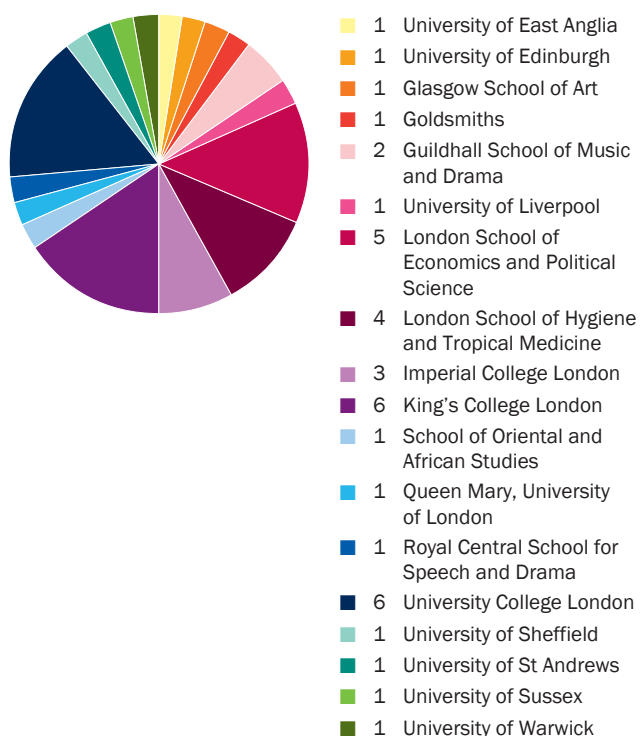 1 University of East Anglia
1 University of Edinburgh
1 Glasgow School of Art
1 Goldsmiths
2 Guildhall School of Music
and Drama
1 University of Liverpool
5 London School of
Economics and Political
Science
4 London School of Hygiene
and Tropical Medicine
3 Imperial College London
6 King's College London
1 School of Oriental and
African Studies
1 Queen Mary, University
of London
1 Royal Central School for
Speech and Drama
6 University College London
1 University of Sheffield
1 University of St Andrews
1 University of Sussex
1 University of Warwick